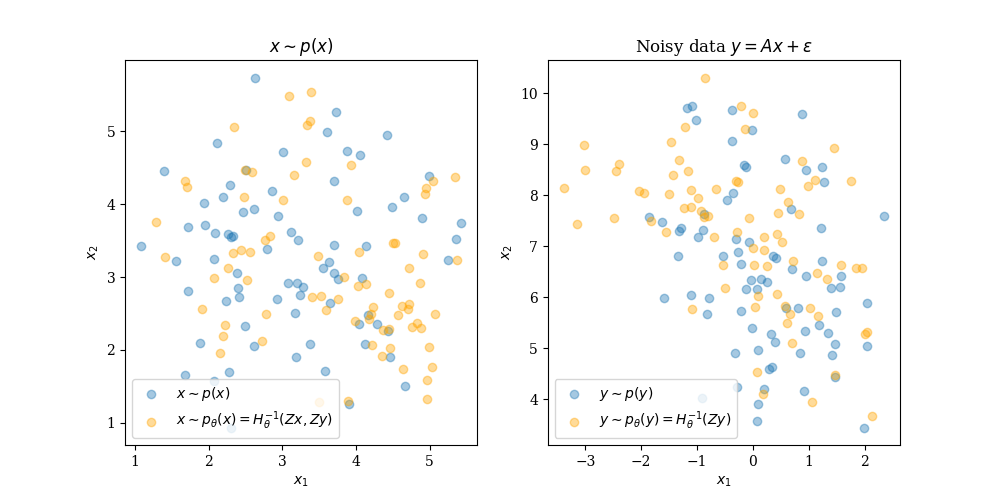 x ~ p(x)
5
4
3
2
1
x₂
1 2 3 4 5
x₁
x ~ p(x)
x ~ p_θ(x) = H_θ^{-1}(Zx, Zy)
Noisy data y = Ax + ε
10
9
8
7
6
5
4
x₂
−3 −2 −1 0 1 2
x₁
y ~ p(y)
y ~ p_θ(y) = H_θ^{-1}(Zy)